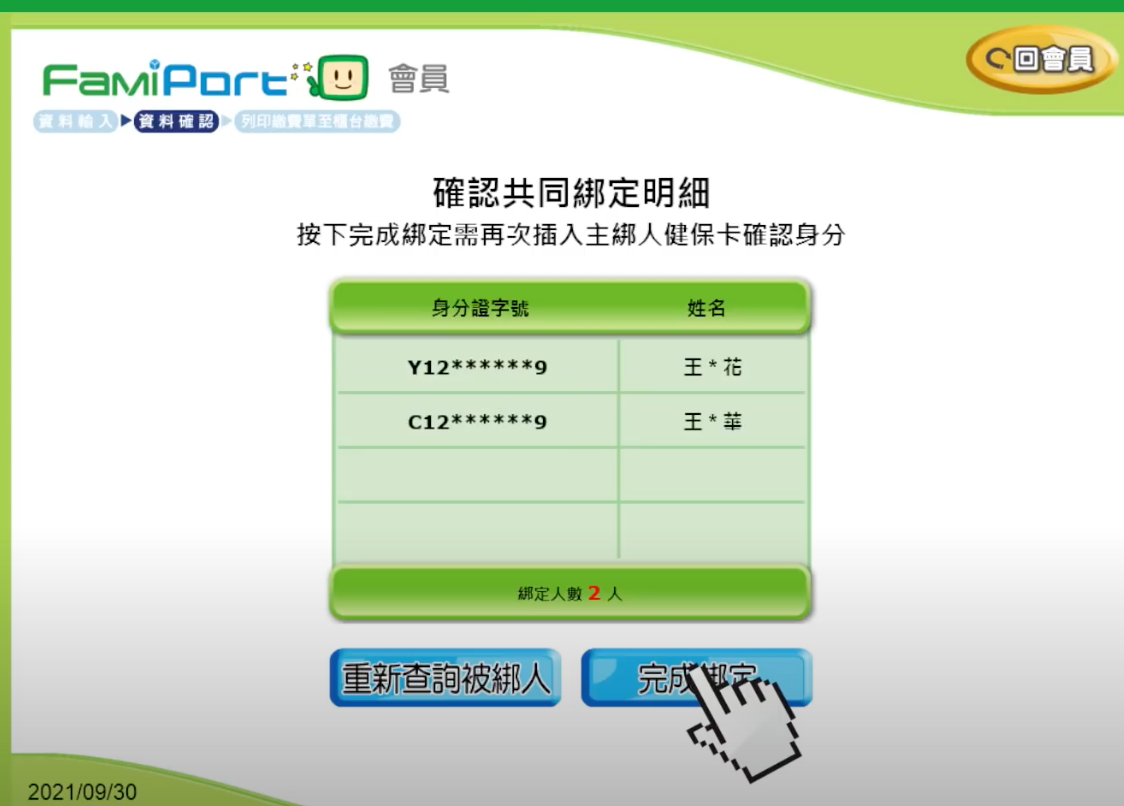 FamiPort 會員
回會員
資料輸入 資料確認 列印繳費單至櫃台繳費
確認共同綁定明細
按下完成綁定需再次插入主綁人健保卡確認身分
身分證字號 姓名
Y12******9 王*花
C12******9 王*華
綁定人數 2 人
重新查詢被綁人 完成綁定
2021/09/30